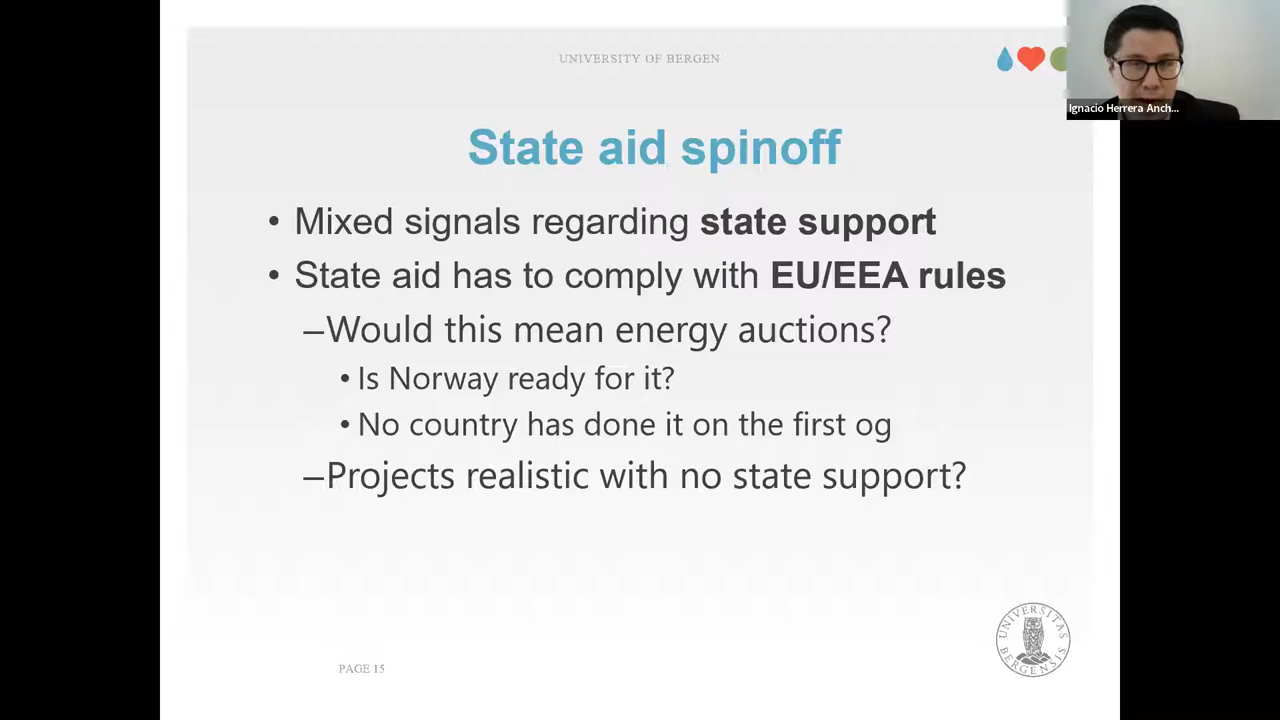 UNIVERSITY OF BERGEN
Ignacio Herrera Anch...
State aid spinoff
• Mixed signals regarding state support
• State aid has to comply with EU/EEA rules
–Would this mean energy auctions?
• Is Norway ready for it?
• No country has done it on the first og
–Projects realistic with no state support?
UNIVERSITAS BERGENSIS
PAGE 15